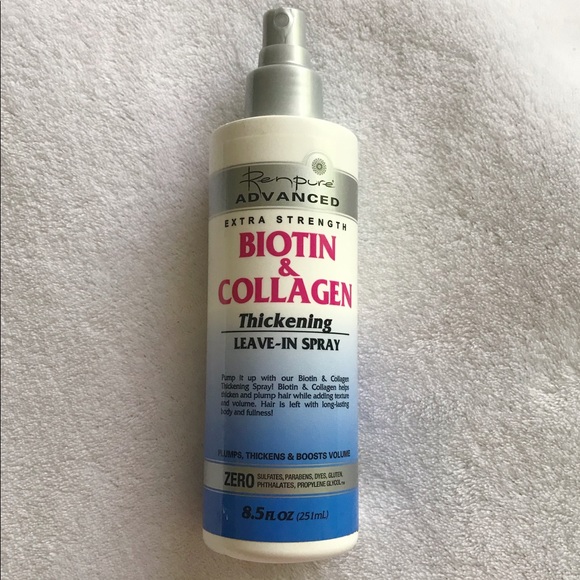 Renpure®
ADVANCED
EXTRA STRENGTH
BIOTIN
&
COLLAGEN
Thickening
LEAVE-IN SPRAY
Pump it up with our Biotin & Collagen
Thickening Spray! Biotin & Collagen helps
thicken and plump hair while adding texture
and volume. Hair is left with long-lasting
body and fullness!
PLUMPS, THICKENS & BOOSTS VOLUME
ZERO SULFATES, PARABENS, DYES, GLUTEN,
PHTHALATES, PROPYLENE GLYCOL
8.5 FL OZ (251mL)